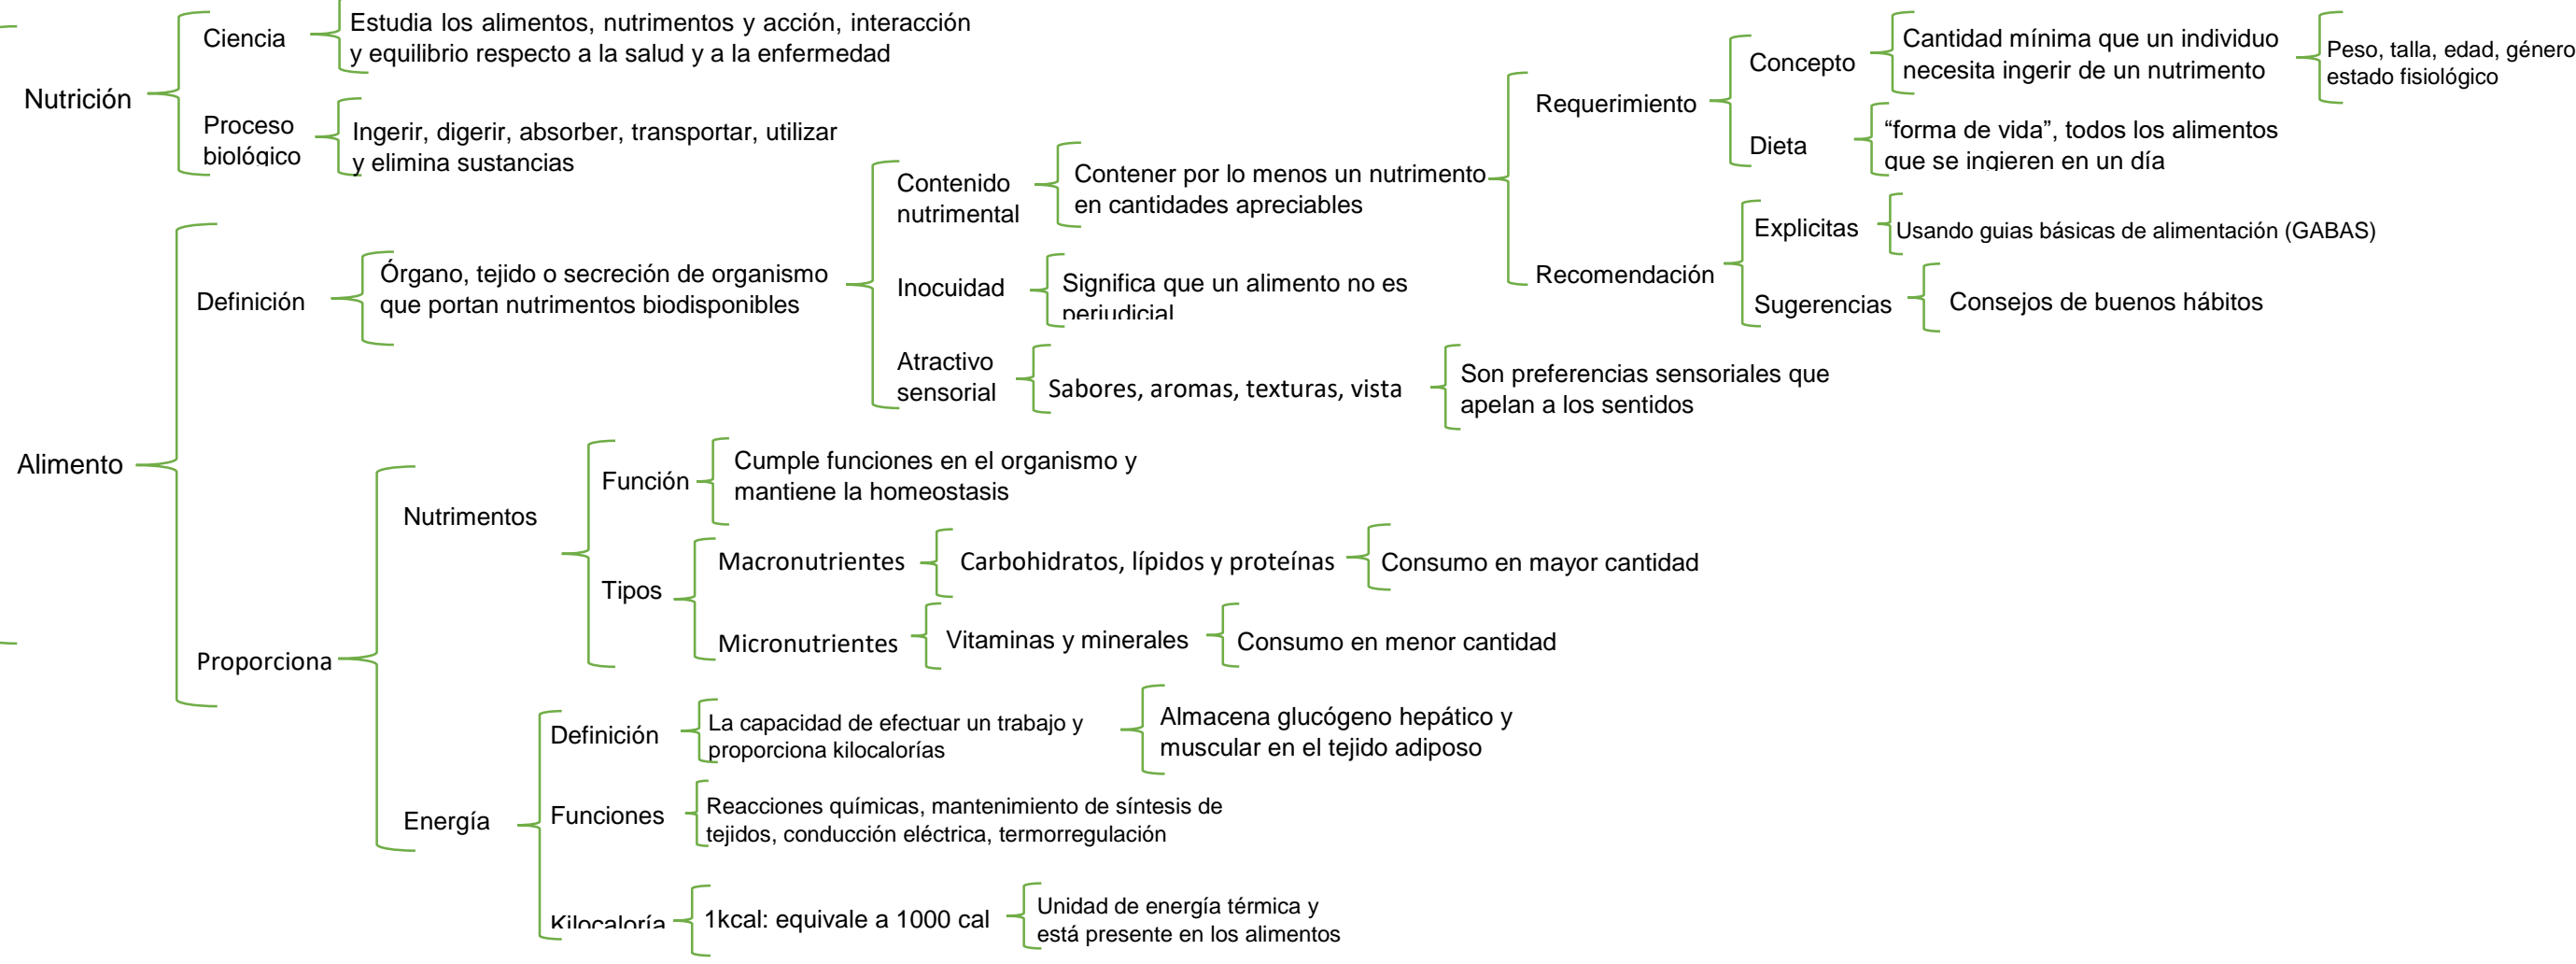 Nutrición
Ciencia
Estudia los alimentos, nutrimentos y acción, interacción
y equilibrio respecto a la salud y a la enfermedad
Proceso
biológico
Ingerir, digerir, absorber, transportar, utilizar
y elimina sustancias
Alimento
Definición
Órgano, tejido o secreción de organismo
que portan nutrimentos biodisponibles
Contenido
nutrimental
Contener por lo menos un nutrimento
en cantidades apreciables
Requerimiento
Concepto
Cantidad mínima que un individuo
necesita ingerir de un nutrimento
Peso, talla, edad, género
estado fisiológico
Dieta
“forma de vida”, todos los alimentos
que se ingieren en un día
Recomendación
Explicitas
Usando guias básicas de alimentación (GABAS)
Sugerencias
Consejos de buenos hábitos
Inocuidad
Significa que un alimento no es
perjudicial
Atractivo
sensorial
Sabores, aromas, texturas, vista
Son preferencias sensoriales que
apelan a los sentidos
Proporciona
Nutrimentos
Función
Cumple funciones en el organismo y
mantiene la homeostasis
Tipos
Macronutrientes
Carbohidratos, lípidos y proteínas
Consumo en mayor cantidad
Micronutrientes
Vitaminas y minerales
Consumo en menor cantidad
Energía
Definición
La capacidad de efectuar un trabajo y
proporciona kilocalorías
Almacena glucógeno hepático y
muscular en el tejido adiposo
Funciones
Reacciones químicas, mantenimiento de síntesis de
tejidos, conducción eléctrica, termorregulación
Kilocaloría
1kcal: equivale a 1000 cal
Unidad de energía térmica y
está presente en los alimentos